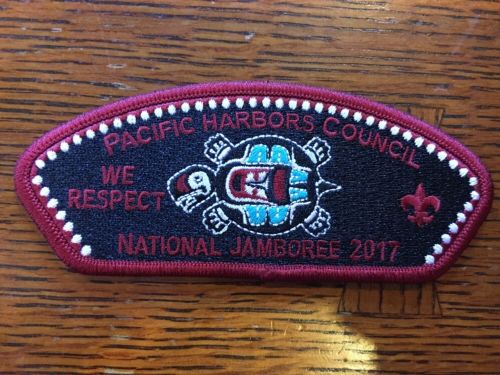 PACIFIC HARBORS COUNCIL
WE
RESPECT
NATIONAL JAMBOREE 2017